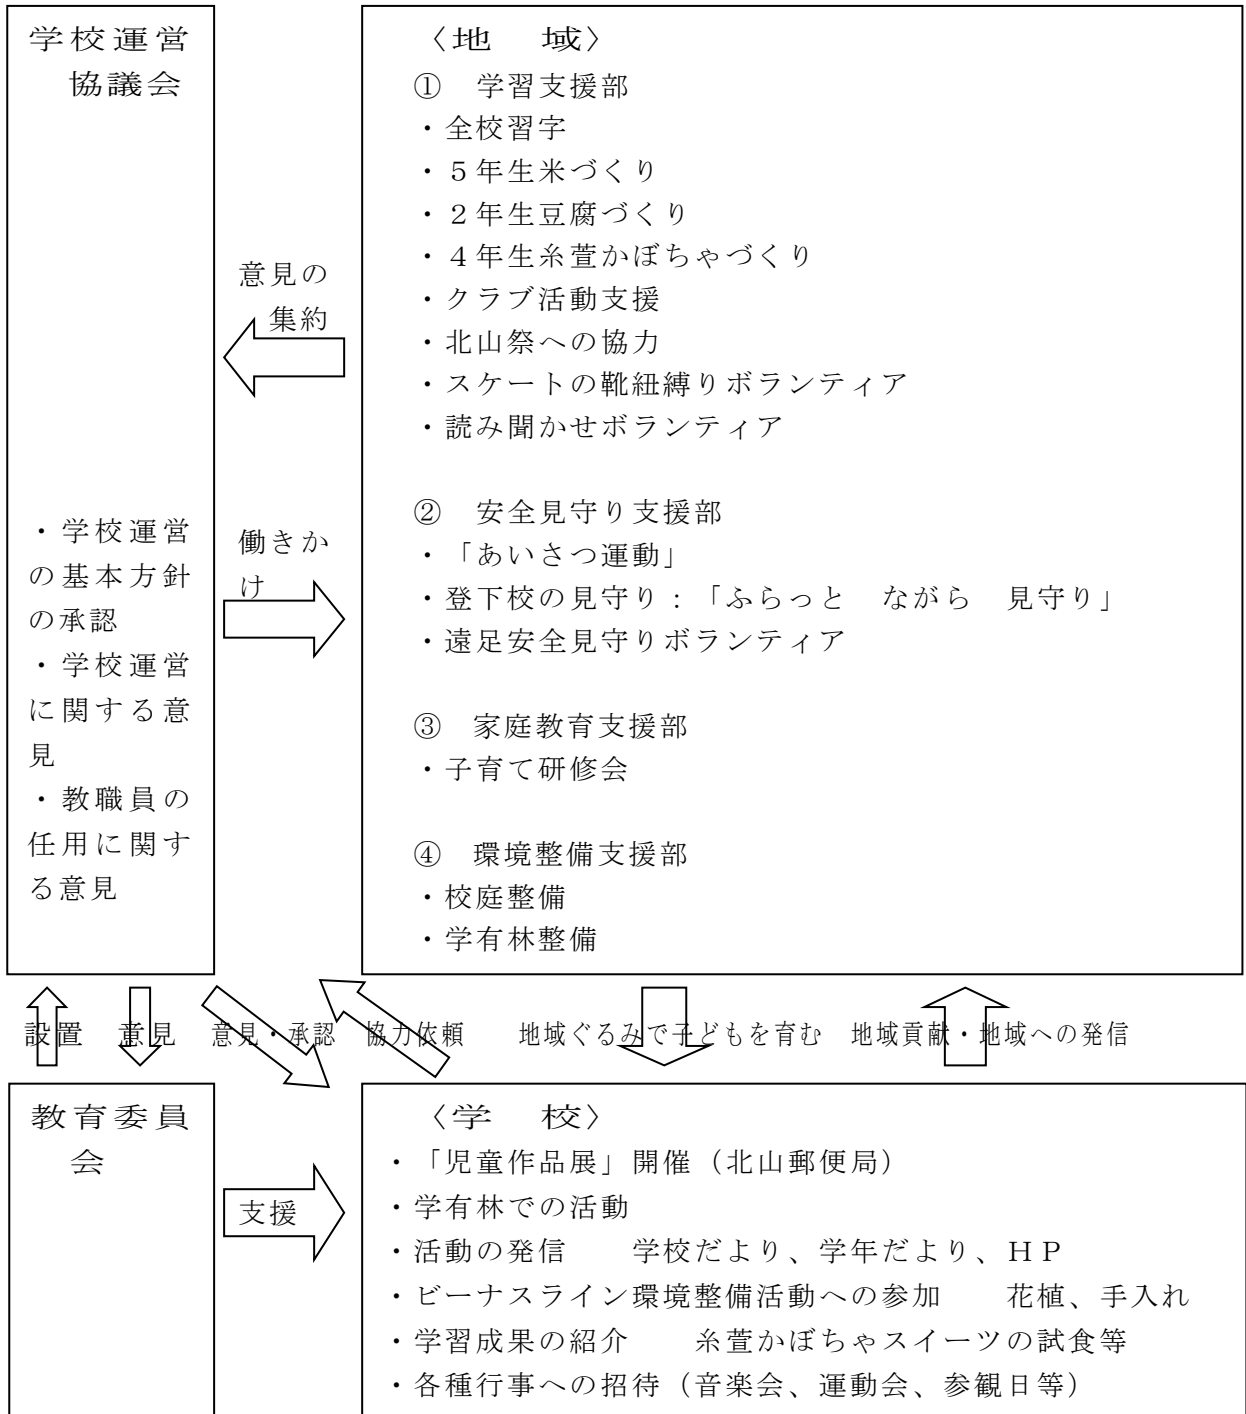 学校運営
協議会
・学校運営
の基本方針
の承認
・学校運営
に関する意
見
・教職員の
任用に関す
る意見
意見の
集約
働きか
け
〈地　域〉
①　学習支援部
・全校習字
・５年生米づくり
・２年生豆腐づくり
・４年生糸萱かぼちゃづくり
・クラブ活動支援
・北山祭への協力
・スケートの靴紐縛りボランティア
・読み聞かせボランティア
②　安全見守り支援部
・「あいさつ運動」
・登下校の見守り：「ふらっと　ながら　見守り」
・遠足安全見守りボランティア
③　家庭教育支援部
・子育て研修会
④　環境整備支援部
・校庭整備
・学有林整備
設置　意見　意見・承認　協力依頼　地域ぐるみで子どもを育む　地域貢献・地域への発信
教育委員
会
支援
〈学　校〉
・「児童作品展」開催（北山郵便局）
・学有林での活動
・活動の発信　学校だより、学年だより、ＨＰ
・ビーナスライン環境整備活動への参加　花植、手入れ
・学習成果の紹介　糸萱かぼちゃスイーツの試食等
・各種行事への招待（音楽会、運動会、参観日等）